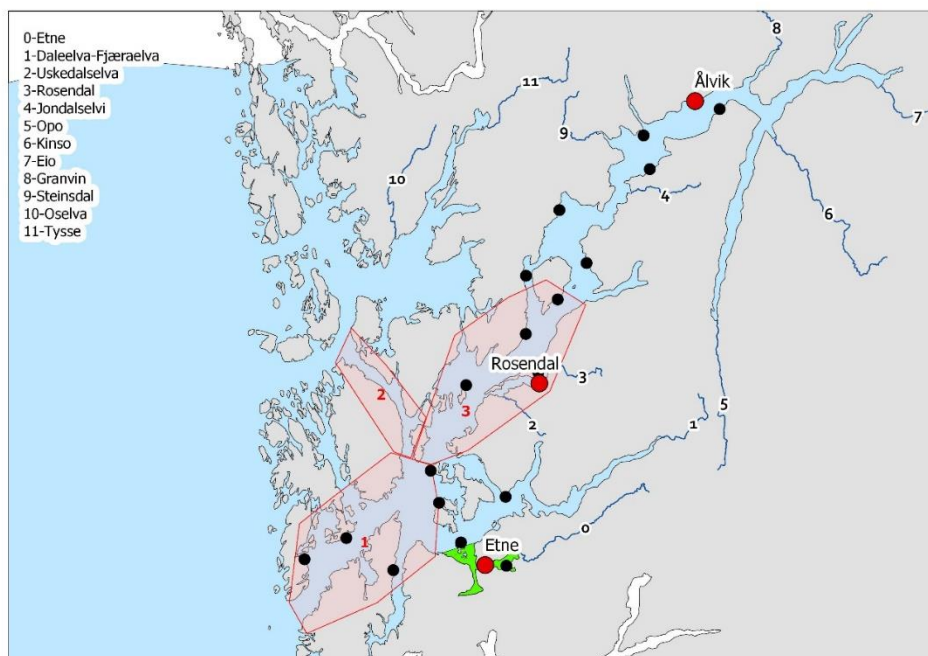 0-Etne
1-Daleelva-Fjæraelva
2-Uskedalselva
3-Rosendal
4-Jondalselvi
5-Opo
6-Kinso
7-Eio
8-Granvin
9-Steinsdal
10-Oselva
11-Tysse
8
Ålvik
11
7
9
10
4
6
Rosendal
3
2
3
2
1
5
0
Etne
1